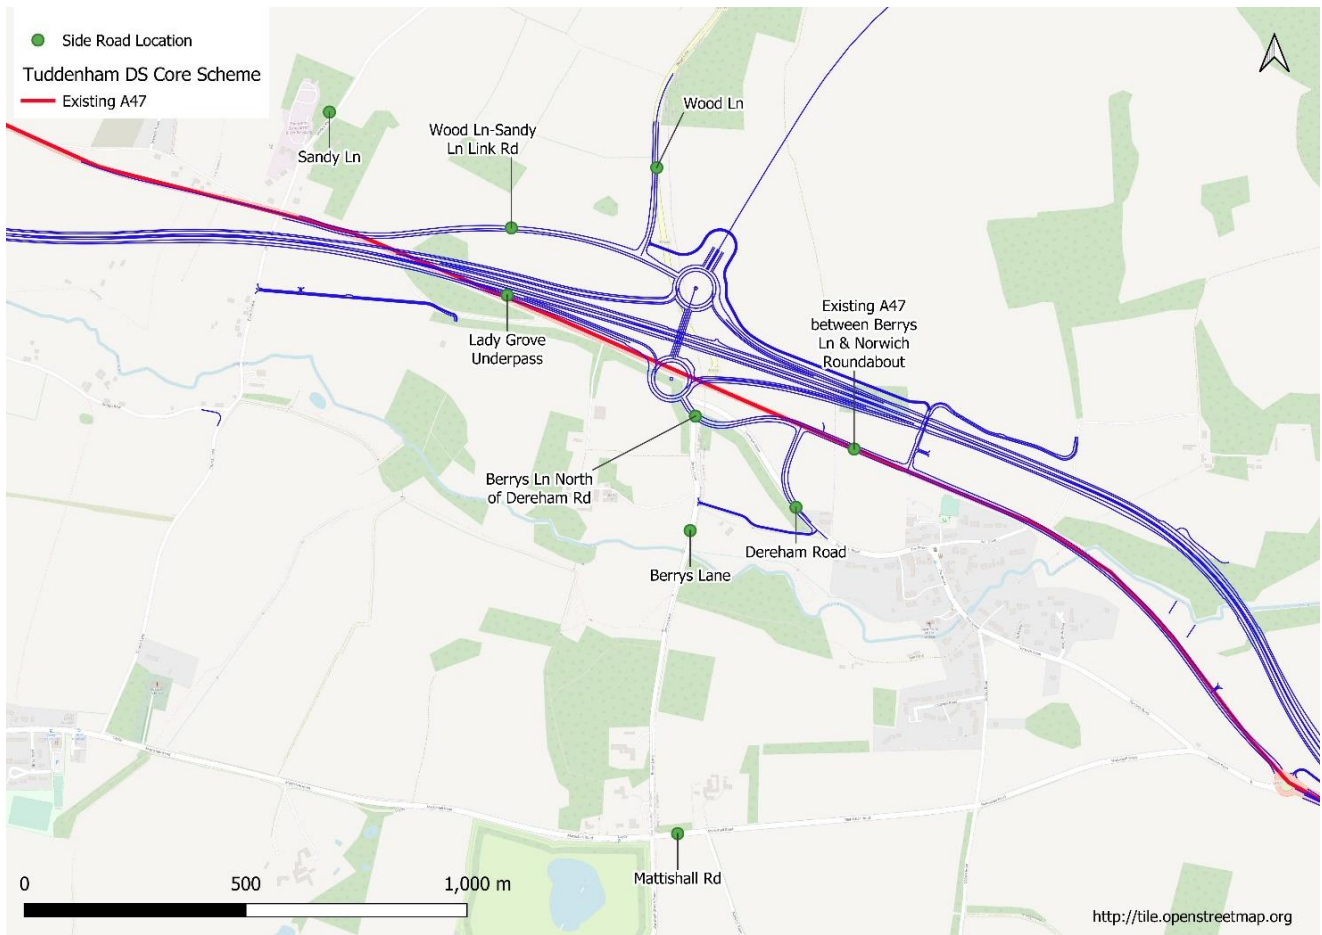 Side Road Location
Tuddenham DS Core Scheme
Existing A47
Sandy Ln
Wood Ln-Sandy
Ln Link Rd
Wood Ln
Lady Grove
Underpass
Existing A47
between Berrys
Ln & Norwich
Roundabout
Berrys Ln North
of Dereham Rd
Dereham Road
Berrys Lane
Mattishall Rd
0
500
1,000 m
http://tile.openstreetmap.org